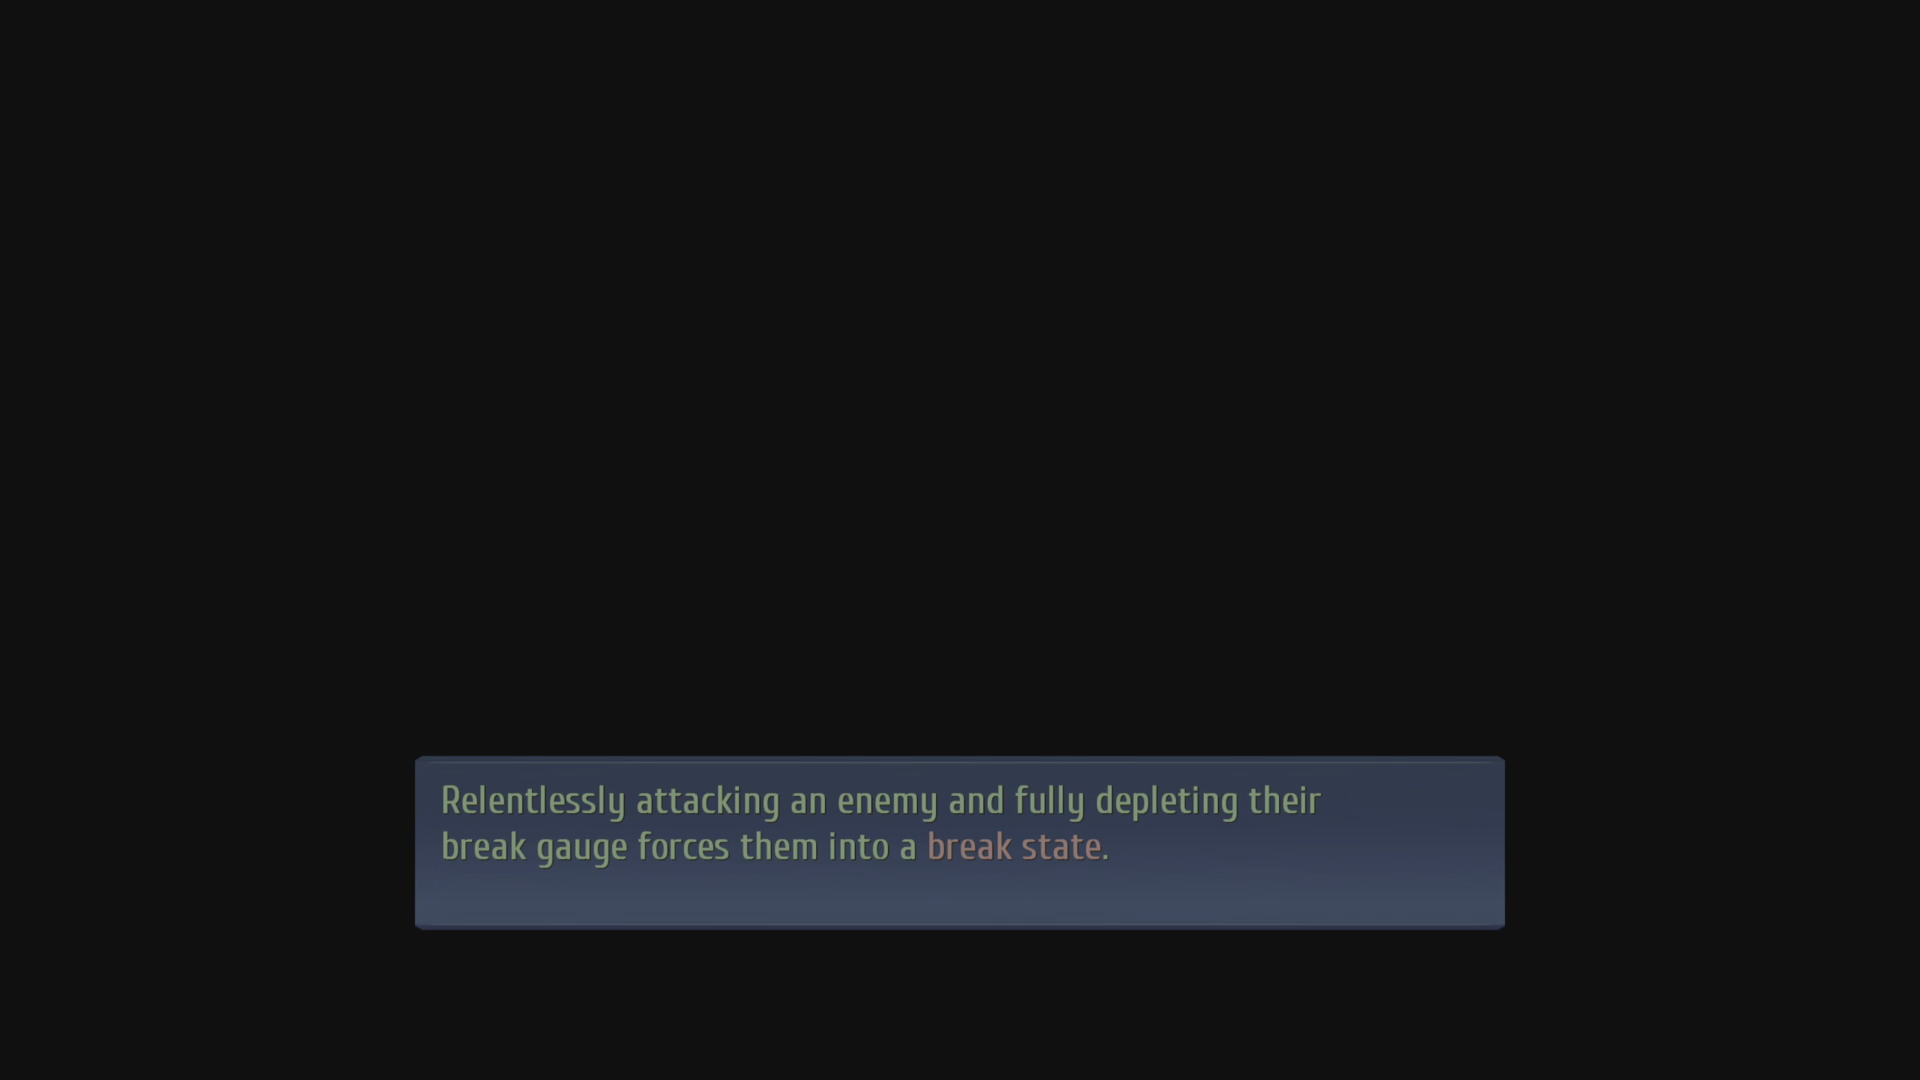 Relentlessly attacking an enemy and fully depleting their
break gauge forces them into a break state.